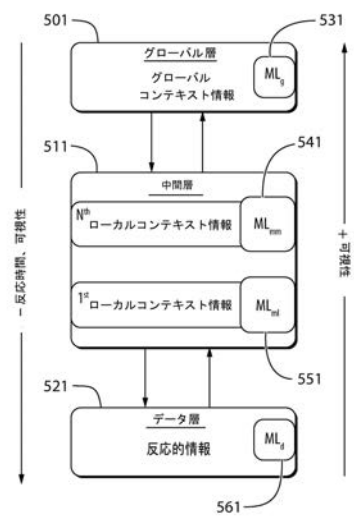 501
531
グローバル層
グローバル
コンテキスト情報
MLg
511
541
中間層
Nth
ローカルコンテキスト情報
MLmm
1st
ローカルコンテキスト情報
MLml
551
521
データ層
反応的情報
MLd
561
− 反応時間、可視性
+ 可視性